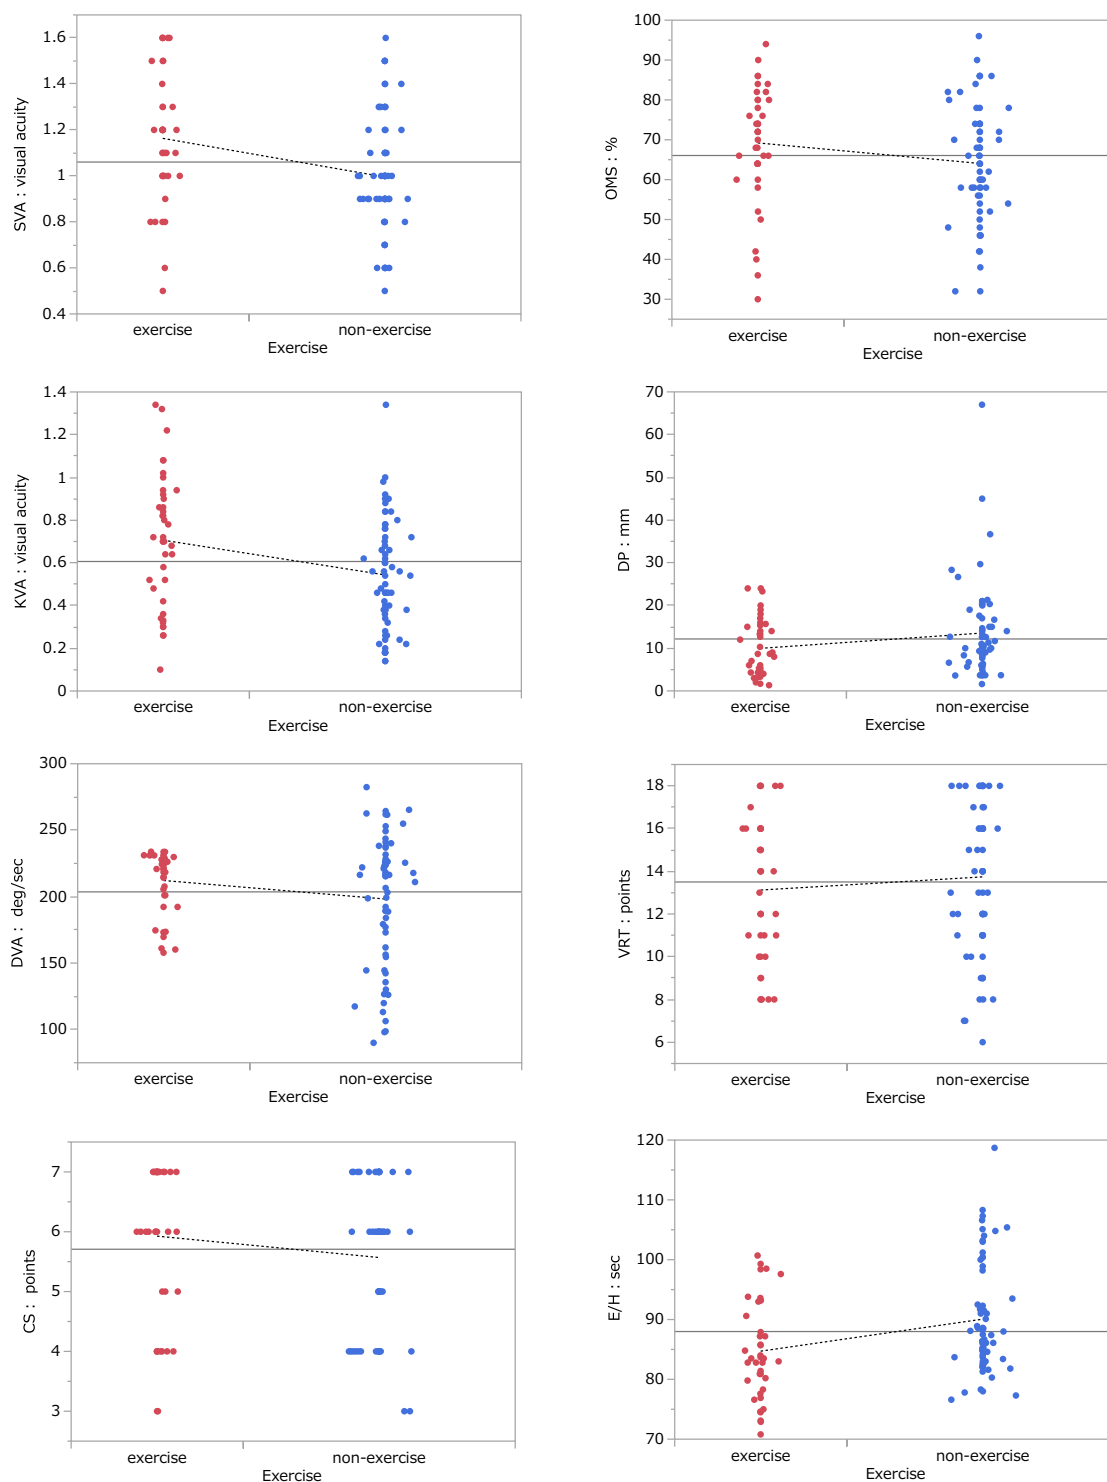 SVA : visual acuity
1.6
1.4
1.2
1
0.8
0.6
0.4
exercise non-exercise
Exercise
OMS : %
100
90
80
70
60
50
40
30
exercise non-exercise
Exercise
KVA : visual acuity
1.4
1.2
1
0.8
0.6
0.4
0.2
0
exercise non-exercise
Exercise
DP : mm
70
60
50
40
30
20
10
0
exercise non-exercise
Exercise
DVA : deg/sec
300
250
200
150
100
exercise non-exercise
Exercise
VRT : points
18
16
14
12
10
8
6
exercise non-exercise
Exercise
CS : points
7
6
5
4
3
exercise non-exercise
Exercise
E/H : sec
120
110
100
90
80
70
exercise non-exercise
Exercise